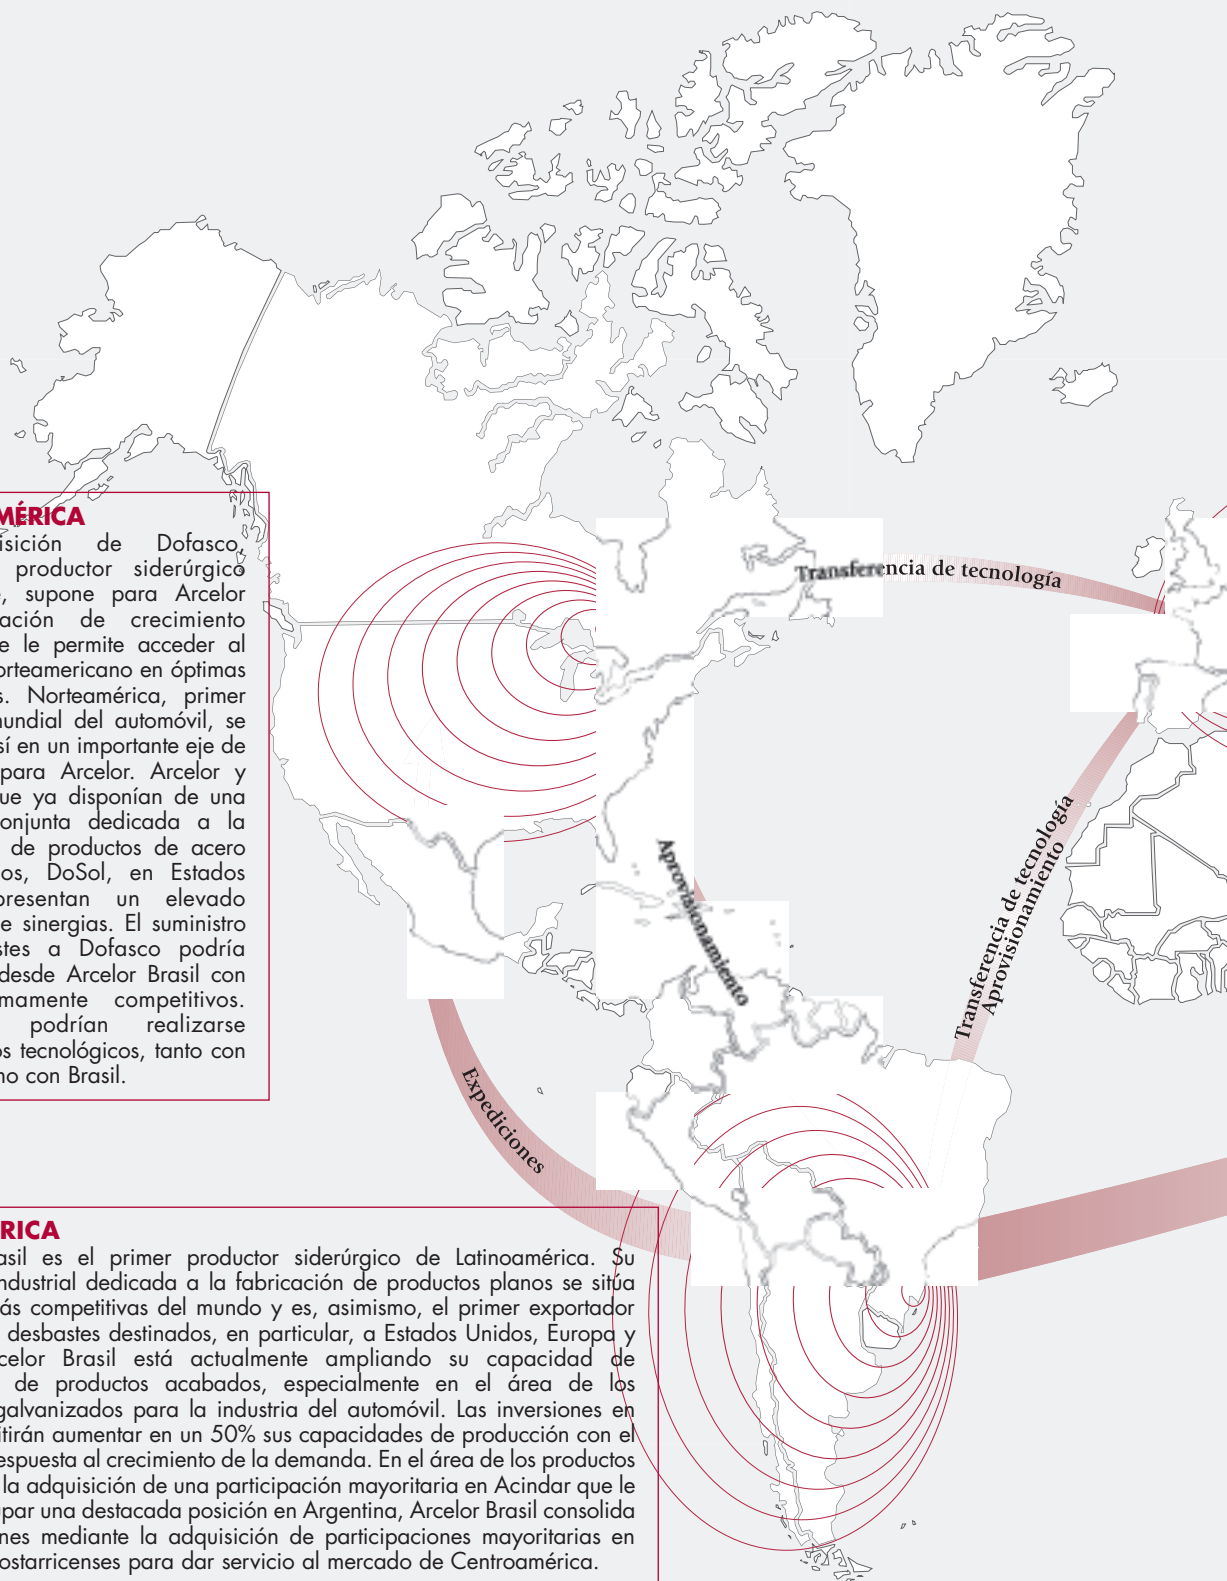 MÉRICA
isición de Dofasco,
productor siderúrgico
, supone para Arcelor
ación de crecimiento
e le permite acceder al
orteamericano en óptimas
s. Norteamérica, primer
undial del automóvil, se
sí en un importante eje de
para Arcelor. Arcelor y
ue ya disponían de una
onjunta dedicada a la
de productos de acero
os, DoSol, en Estados
presentan un elevado
e sinergias. El suministro
stes a Dofasco podría
desde Arcelor Brasil con
mamente competitivos.
podrían realizarse
os tecnológicos, tanto con
mo con Brasil.
Transferencia de tecnología
Aprovisionamiento
Transferencia de tecnología
Aprovisionamiento
Expediciones
RICA
asil es el primer productor siderúrgico de Latinoamérica. Su
ndustrial dedicada a la fabricación de productos planos se sitúa
ás competitivas del mundo y es, asimismo, el primer exportador
desbastes destinados, en particular, a Estados Unidos, Europa y
celor Brasil está actualmente ampliando su capacidad de
de productos acabados, especialmente en el área de los
galvanizados para la industria del automóvil. Las inversiones en
itirán aumentar en un 50% sus capacidades de producción con el
espuesta al crecimiento de la demanda. En el área de los productos
la adquisición de una participación mayoritaria en Acindar que le
upar una destacada posición en Argentina, Arcelor Brasil consolida
nes mediante la adquisición de participaciones mayoritarias en
ostarricenses para dar servicio al mercado de Centroamérica.